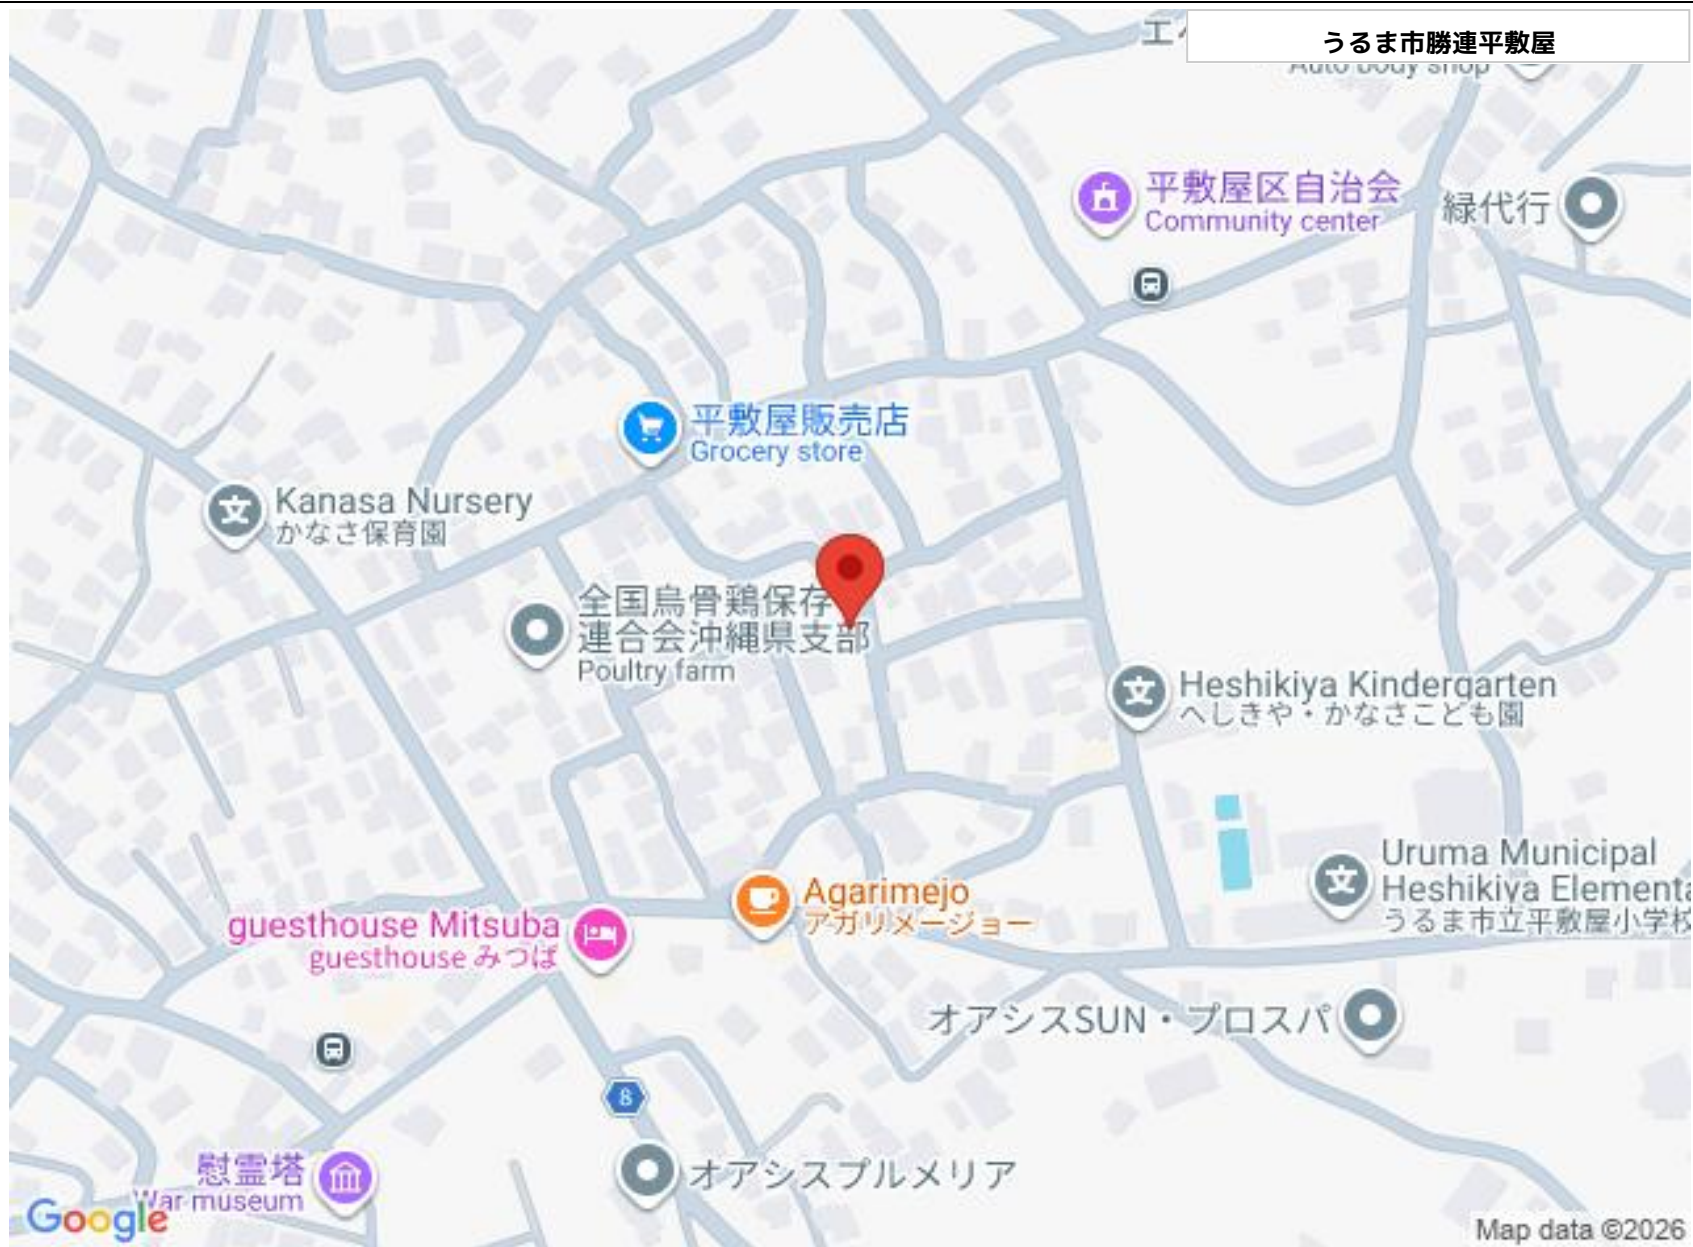 うるま市勝連平敷屋
Auto body shop
平敷屋区自治会
Community center
緑代行
平敷屋販売店
Grocery store
Kanasa Nursery
かなさ保育園
全国烏骨鶏保存
連合会沖縄県支部
Poultry farm
Heshikiya Kindergarten
へしきや・かなさこども園
Uruma Municipal
Heshikiya Elementa
うるま市立平敷屋小学校
Agarimejo
アガリメージョー
guesthouse Mitsuba
guesthouse みつば
オアシスSUN・プロスパ
8
オアシスプルメリア
慰霊塔
War museum
Google
Map data ©2026